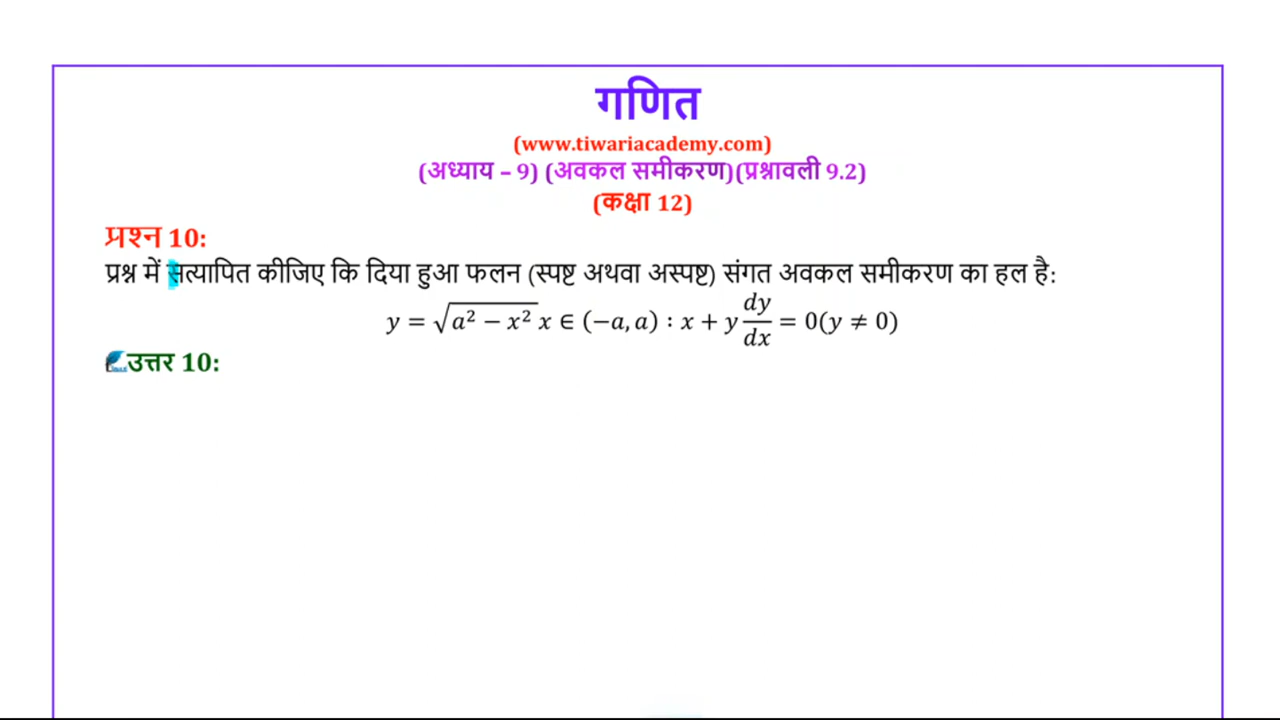 गणित
(www.tiwariacademy.com)
(अध्याय – 9) (अवकल समीकरण)(प्रश्नावली 9.2)
(कक्षा 12)
प्रश्न 10:
प्रश्न में सत्यापित कीजिए कि दिया हुआ फलन (स्पष्ट अथवा अस्पष्ट) संगत अवकल समीकरण का हल है:
y = √(a² − x²) x ∈ (−a, a) : x + y dy/dx = 0(y ≠ 0)
उत्तर 10: